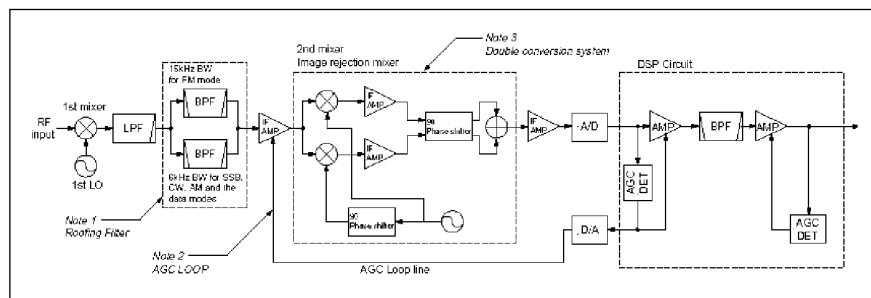 Note 3
Double conversion system
2nd mixer
Image rejection mixer
DSP Circuit
15kHz BW
for FM mode
1st mixer
RF
input
LPF
BPF
BPF
1st LO
6kHz BW for SSB,
CW, AM and the
data modes
IF
AMP.
IF
AMP.
IF
AMP.
90
Phase shifter
IF
AMP.
A/D
AMP
BPF
AMP
AGC
DET
AGC
DET
90
Phase shifter
D/A
Note 1
Roofing Filter
Note 2
AGC LOOP
AGC Loop line